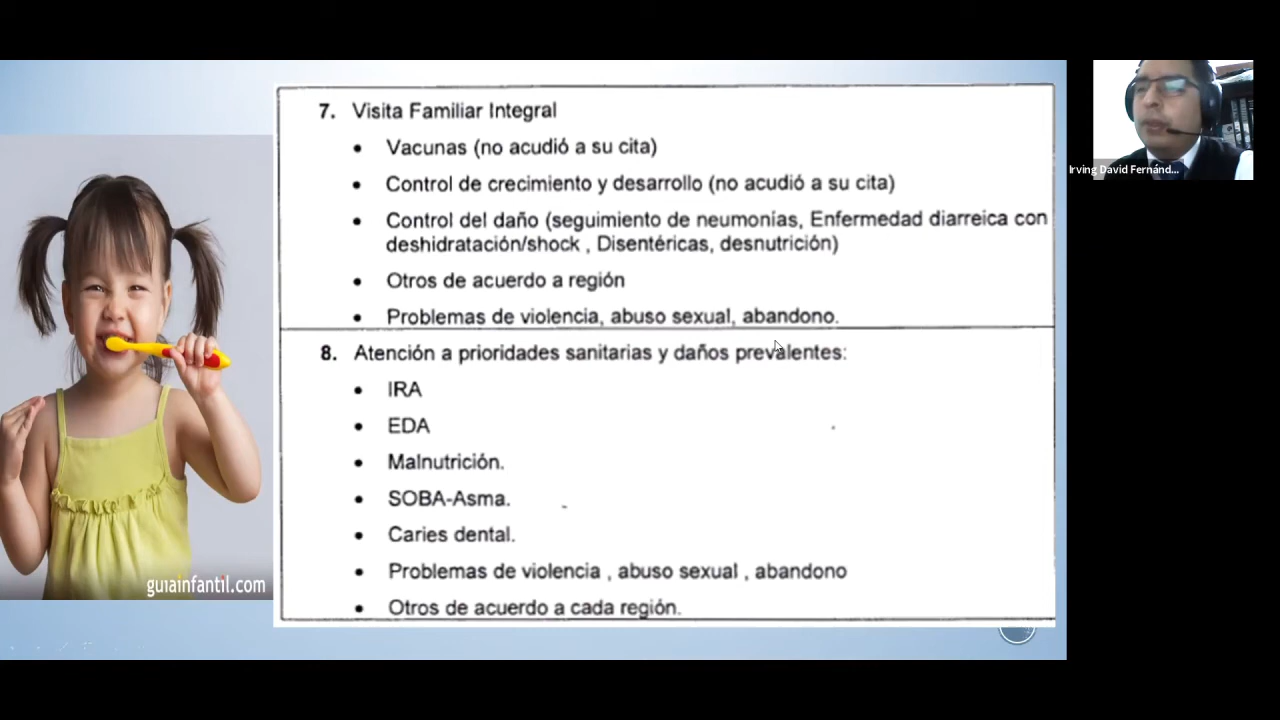 7. Visita Familiar Integral
• Vacunas (no acudió a su cita)
• Control de crecimiento y desarrollo (no acudió a su cita)
• Control del daño (seguimiento de neumonías, Enfermedad diarreica con
deshidratación/shock , Disentéricas, desnutrición)
• Otros de acuerdo a región
• Problemas de violencia, abuso sexual, abandono.
8. Atención a prioridades sanitarias y daños prevalentes:
• IRA
• EDA
• Malnutrición.
• SOBA-Asma.
• Caries dental.
• Problemas de violencia , abuso sexual , abandono
• Otros de acuerdo a cada región.
guiainfantil.com
Irving David Fernánd...